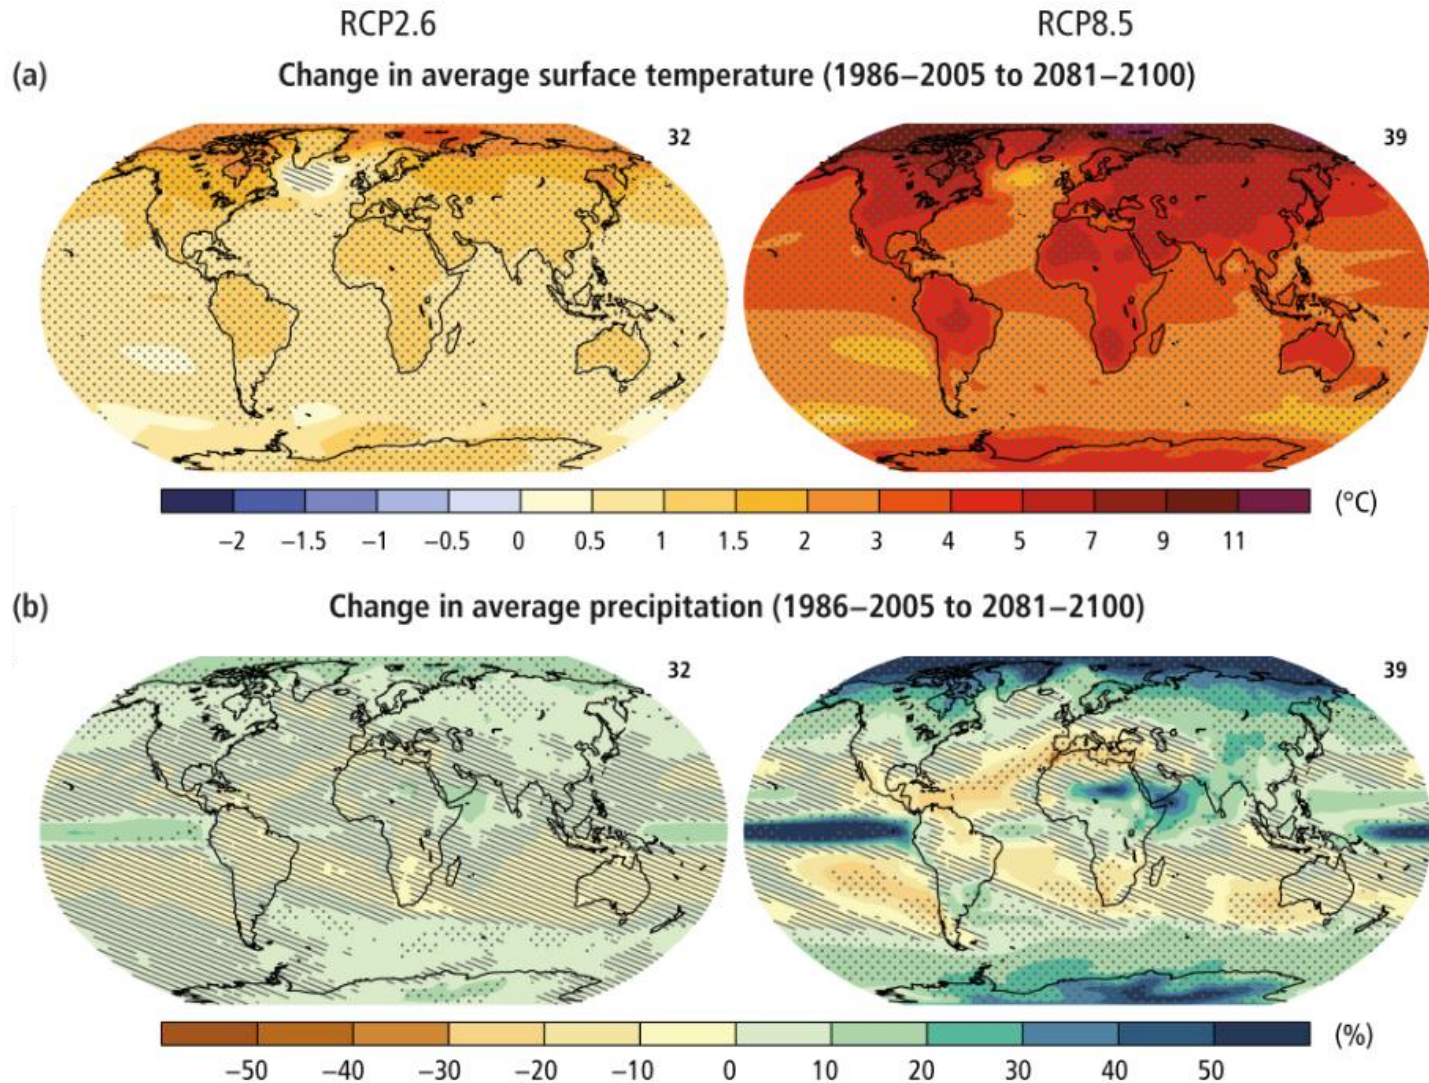 RCP2.6 RCP8.5
(a) Change in average surface temperature (1986–2005 to 2081–2100)
32 39
(°C)
−2 −1.5 −1 −0.5 0 0.5 1 1.5 2 3 4 5 7 9 11
(b) Change in average precipitation (1986–2005 to 2081–2100)
32 39
(%)
−50 −40 −30 −20 −10 0 10 20 30 40 50